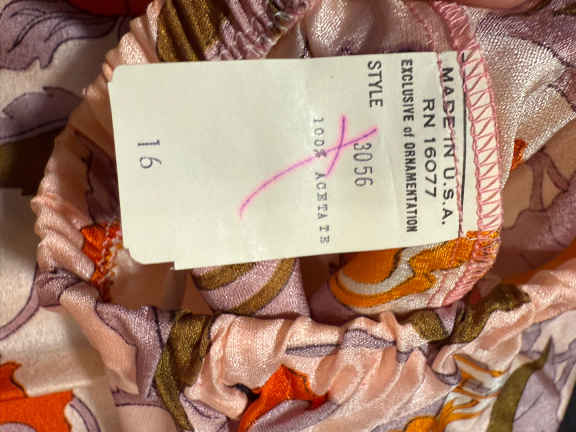 MADE IN U.S.A.
RN 16077
EXCLUSIVE of ORNAMENTATION
STYLE 3056
100% ACETATE
16